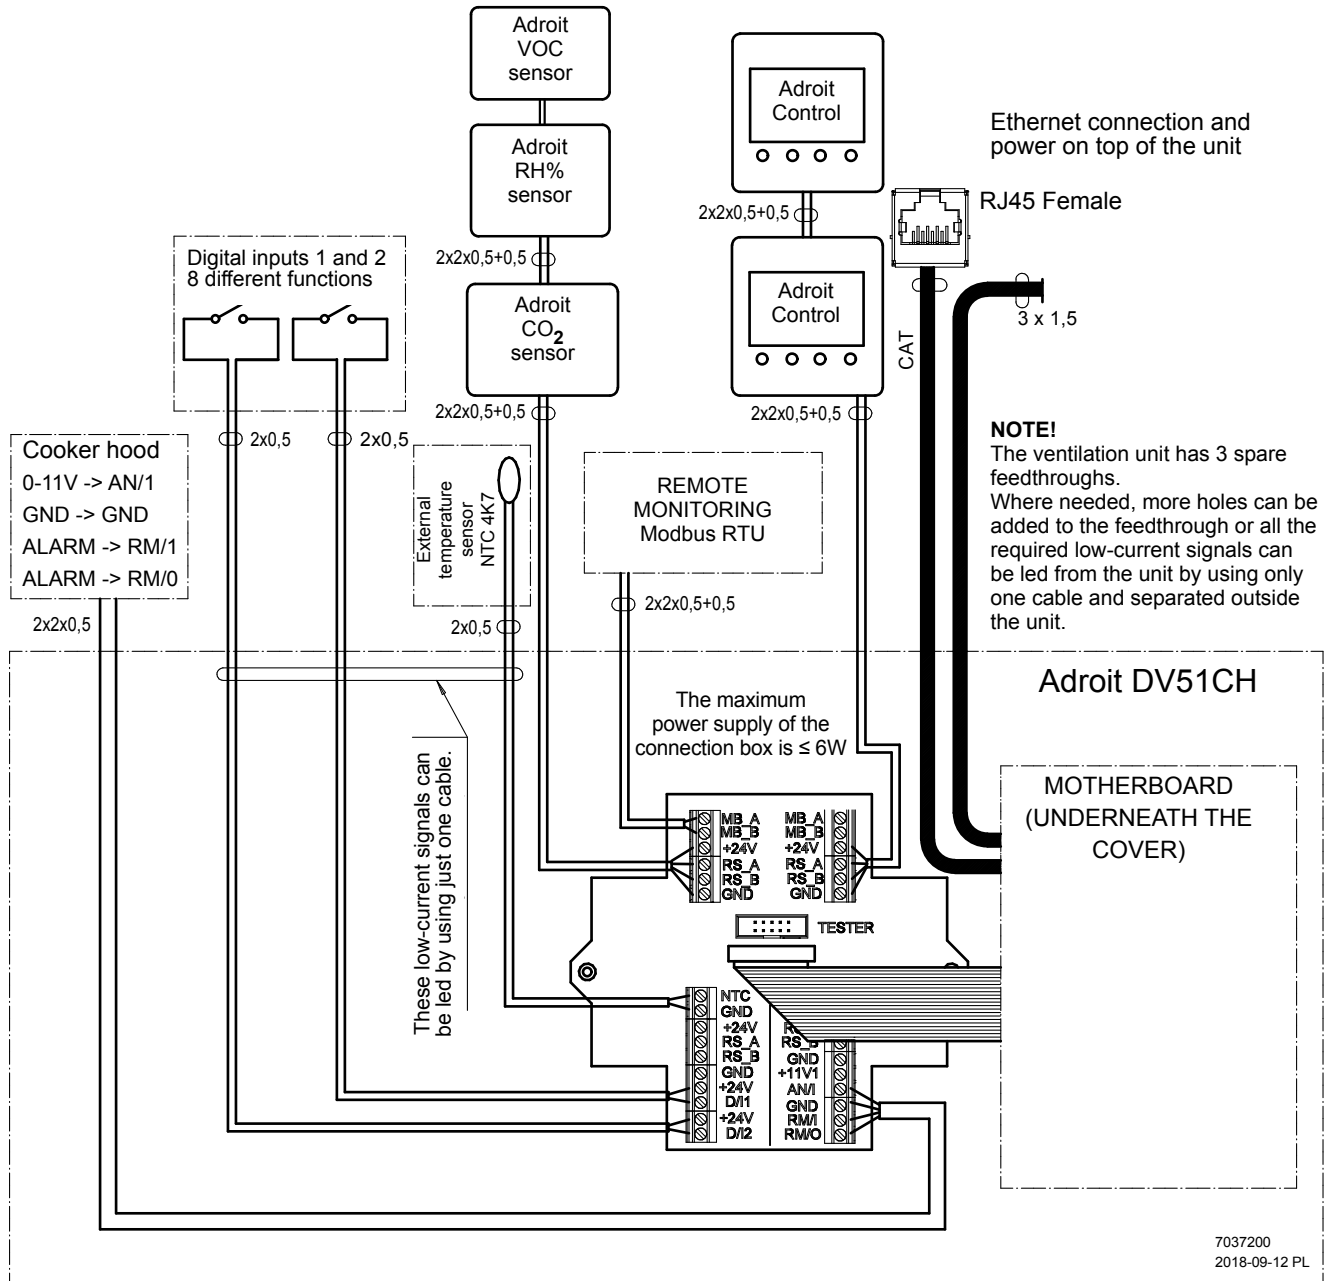 Adroit
VOC
sensor
Adroit
RH%
sensor
2x2x0,5+0,5
Adroit
CO2
sensor
2x2x0,5+0,5
Adroit
Control
2x2x0,5+0,5
Adroit
Control
2x2x0,5+0,5
Ethernet connection and
power on top of the unit
RJ45 Female
CAT
3 x 1,5
Digital inputs 1 and 2
8 different functions
2x0,5
2x0,5
Cooker hood
0-11V -> AN/1
GND -> GND
ALARM -> RM/1
ALARM -> RM/0
2x2x0,5
External
temperature
sensor
NTC 4K7
2x0,5
REMOTE
MONITORING
Modbus RTU
2x2x0,5+0,5
NOTE!
The ventilation unit has 3 spare
feedthroughs.
Where needed, more holes can be
added to the feedthrough or all the
required low-current signals can
be led from the unit by using only
one cable and separated outside
the unit.
Adroit DV51CH
The maximum
power supply of the
connection box is ≤ 6W
These low-current signals can
be led by using just one cable.
MOTHERBOARD
(UNDERNEATH THE
COVER)
MB_A
MB_B
+24V
RS_A
RS_B
GND
MB_A
MB_B
+24V
RS_A
RS_B
GND
TESTER
NTC
GND
+24V
RS_A
RS_B
GND
+24V
D/I1
+24V
D/I2
RS_B
GND
+11V1
AN/I
GND
RM/I
RM/O
7037200
2018-09-12 PL